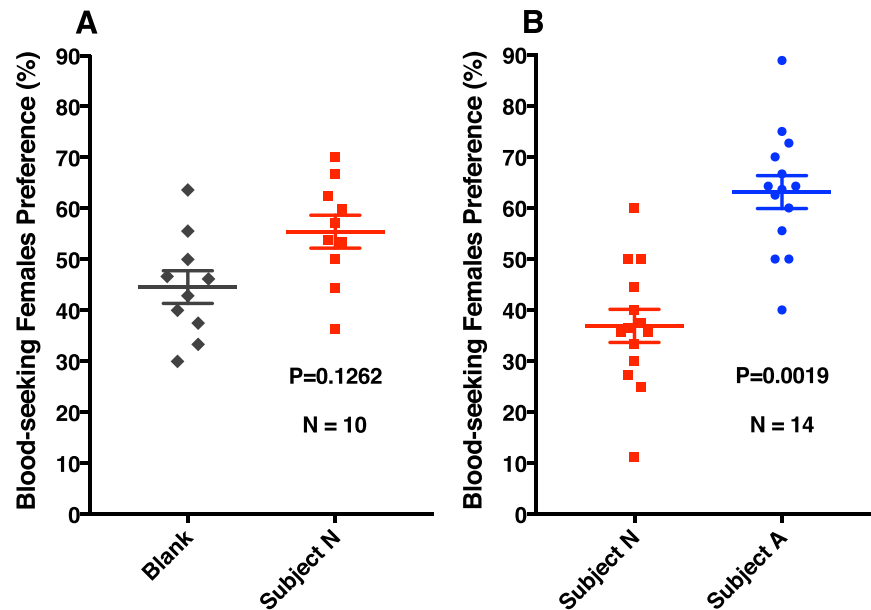 A
Blood-seeking Females Preference (%)
90
80
70
60
50
40
30
20
10
0
P=0.1262
N = 10
Blank
Subject N
B
Blood-seeking Females Preference (%)
90
80
70
60
50
40
30
20
10
0
P=0.0019
N = 14
Subject N
Subject A